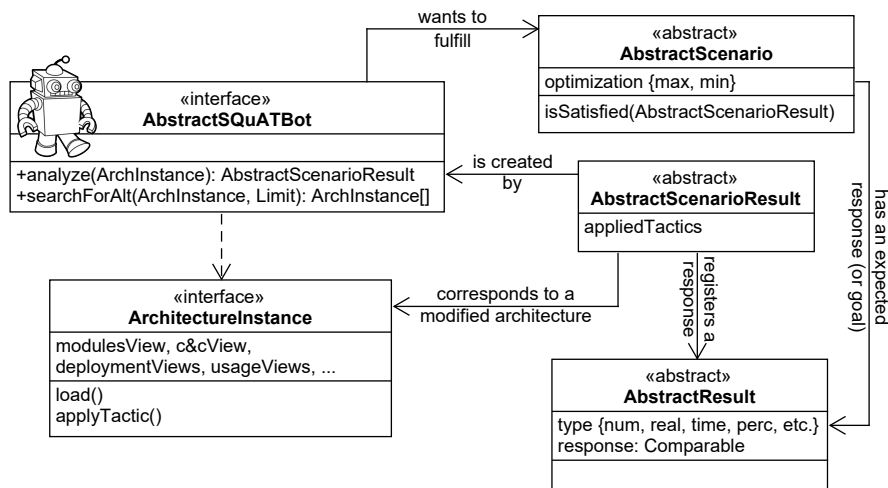 wants to
fulfill
«abstract»
AbstractScenario
optimization {max, min}
isSatisfied(AbstractScenarioResult)
«interface»
AbstractSQuATBot
+analyze(ArchInstance): AbstractScenarioResult
+searchForAlt(ArchInstance, Limit): ArchInstance[]
is created
by
«abstract»
AbstractScenarioResult
appliedTactics
has an expected
response (or goal)
registers a
response
corresponds to a
modified architecture
«interface»
ArchitectureInstance
modulesView, c&cView,
deploymentViews, usageViews, ...
load()
applyTactic()
«abstract»
AbstractResult
type {num, real, time, perc, etc.}
response: Comparable